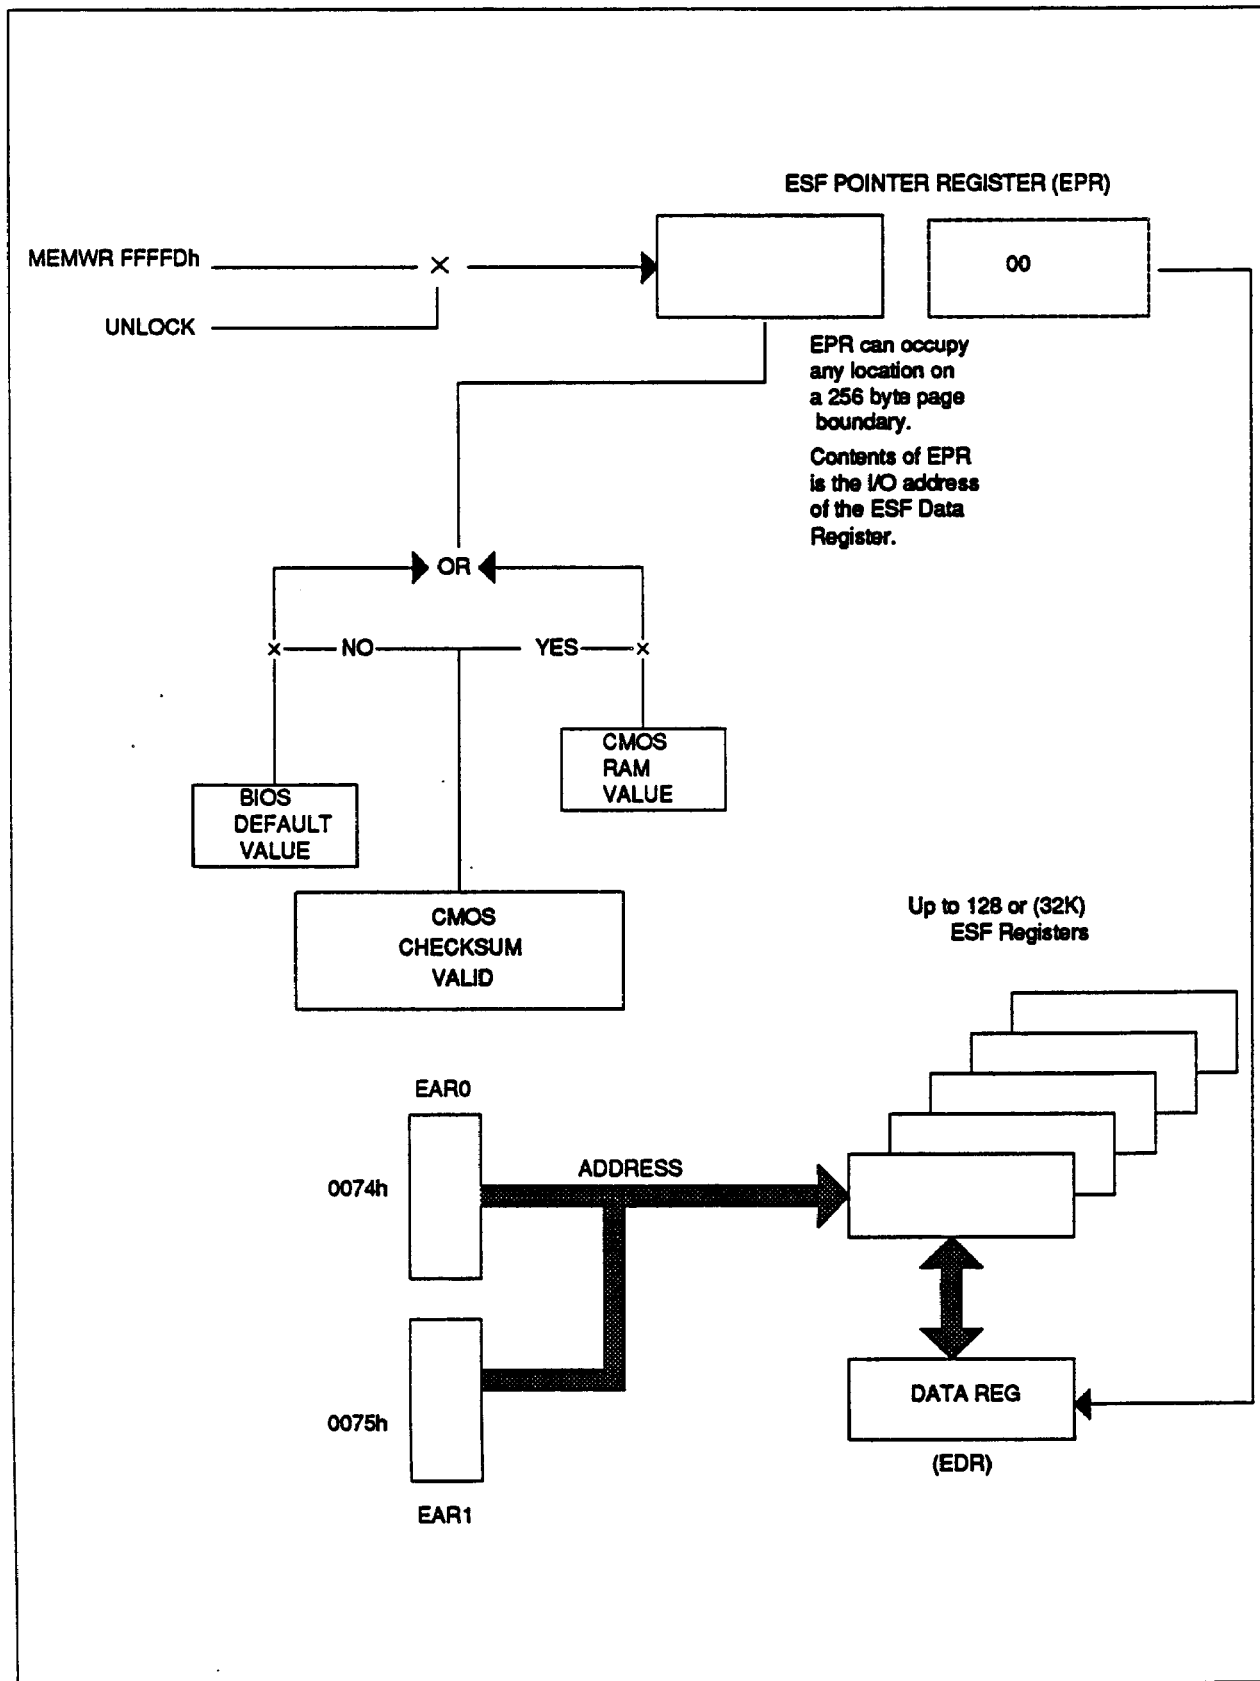 ESF POINTER REGISTER (EPR)
MEMWR FFFFDh
00
UNLOCK
EPR can occupy
any location on
a 256 byte page
boundary.
Contents of EPR
is the I/O address
of the ESF Data
Register.
OR
NO
YES
CMOS
RAM
VALUE
BIOS
DEFAULT
VALUE
CMOS
CHECKSUM
VALID
Up to 128 or (32K)
ESF Registers
EAR0
ADDRESS
0074h
DATA REG
0075h
(EDR)
EAR1